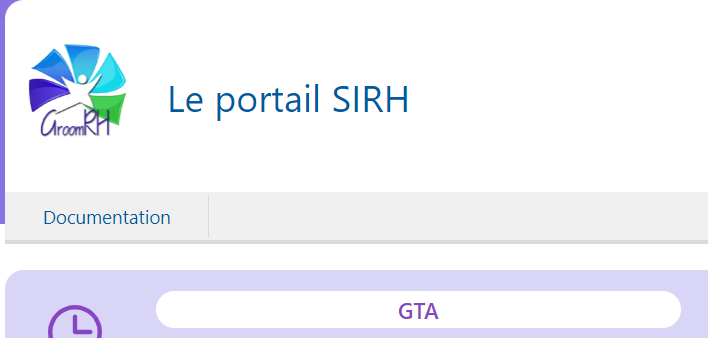 GroomRH
Le portail SIRH
Documentation
GTA